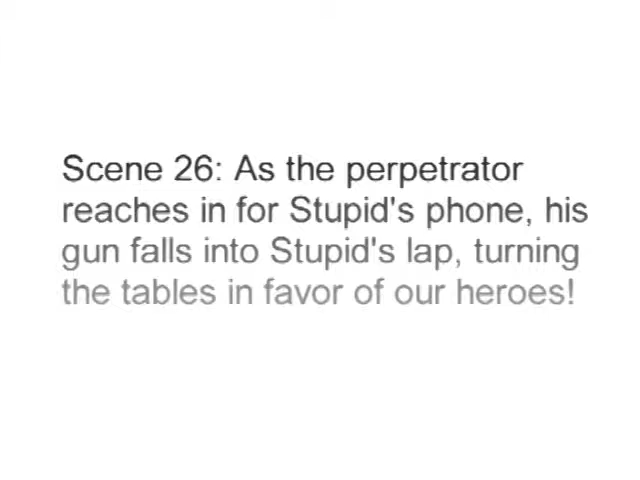 Scene 26: As the perpetrator
reaches in for Stupid's phone, his
gun falls into Stupid's lap, turning
the tables in favor of our heroes!